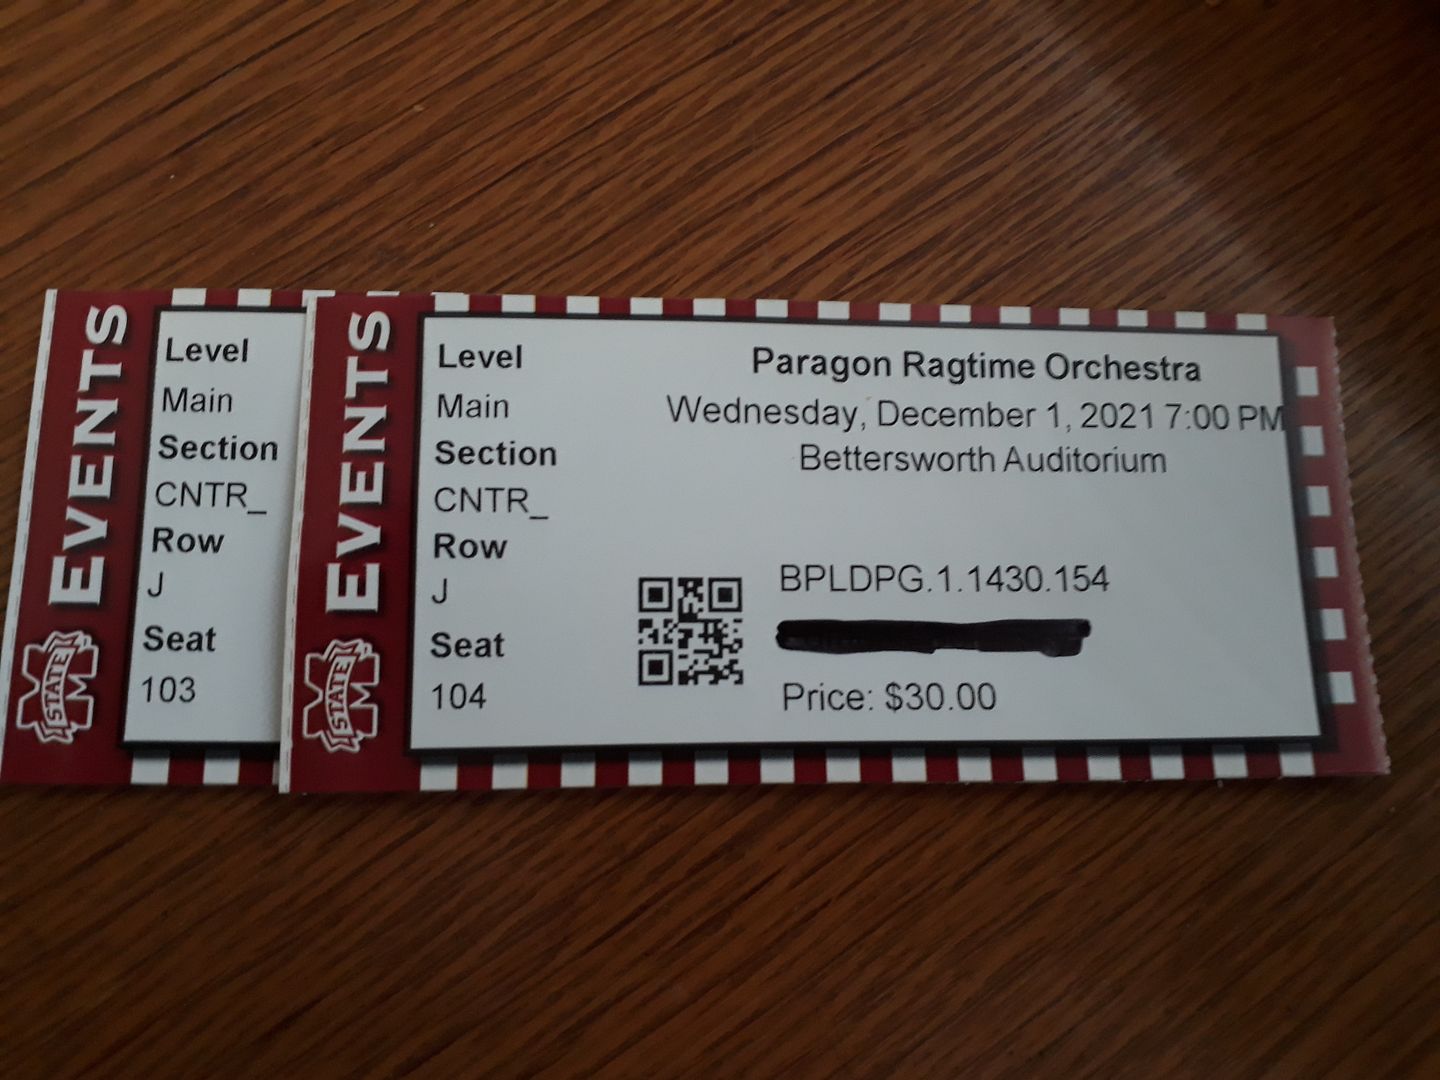 EVENTS
STATE
Level
Main
Section
CNTR_
Row
J
Seat
103
EVENTS
STATE
Level
Main
Section
CNTR_
Row
J
Seat
104
Paragon Ragtime Orchestra
Wednesday, December 1, 2021 7:00 PM
Bettersworth Auditorium
BPLDPG.1.1430.154
Price: $30.00